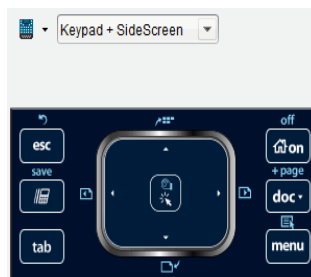 Keypad + SideScreen
off
esc
on
save
+ page
doc
tab
menu